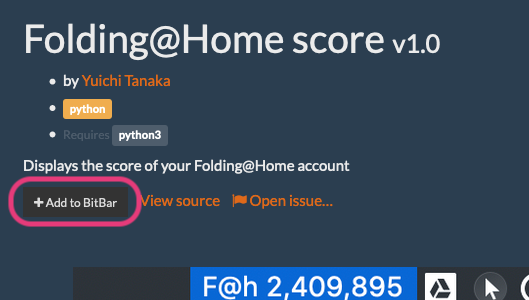 Folding@Home score v1.0
by Yuichi Tanaka
python
Requires python3
Displays the score of your Folding@Home account
+ Add to BitBar View source Open issue...
F@h 2,409,895